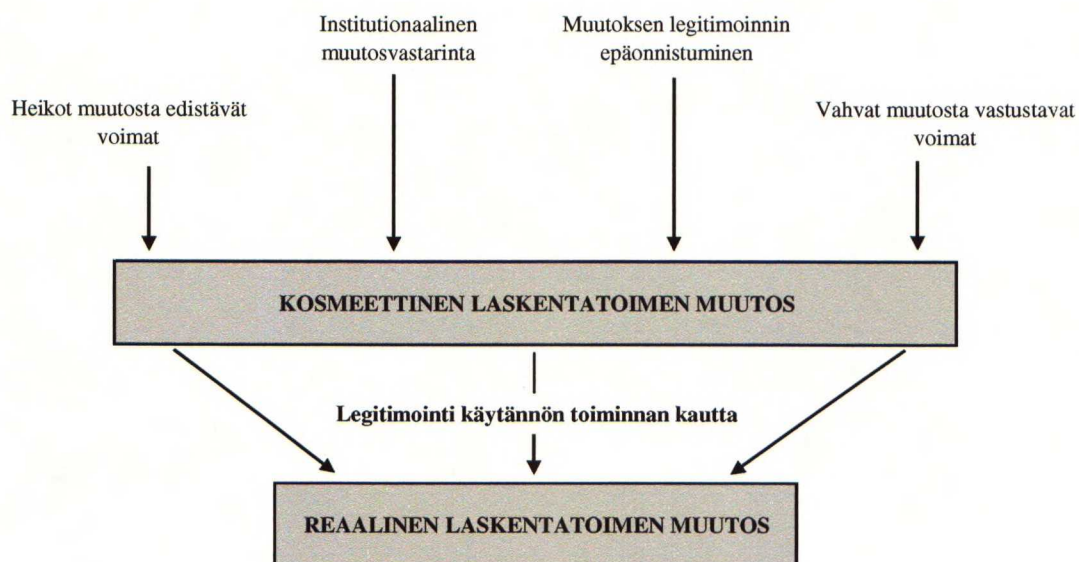 Institutionaalinen
muutosvastarinta
Muutoksen legitimoinnin
epäonnistuminen
Heikot muutosta edistävät
voimat
Vahvat muutosta vastustavat
voimat
KOSMEETTINEN LASKENTATOIMEN MUUTOS
Legitimointi käytännön toiminnan kautta
REAALINEN LASKENTATOIMEN MUUTOS